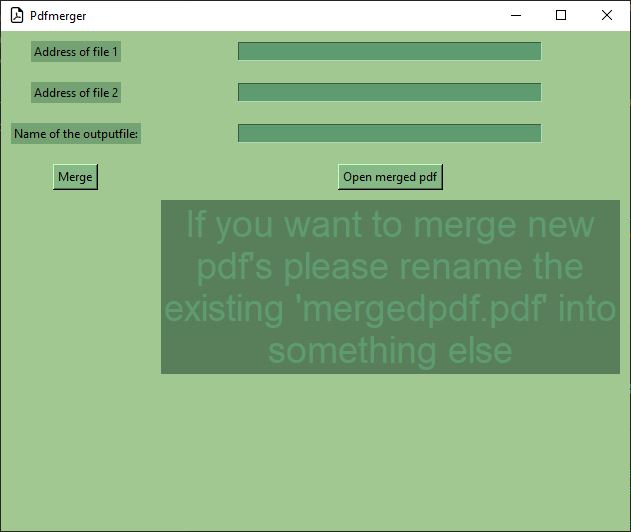 Pdfmerger
Address of file 1
Address of file 2
Name of the outputfile:
Merge
Open merged pdf
If you want to merge new
pdf's please rename the
existing 'mergedpdf.pdf' into
something else